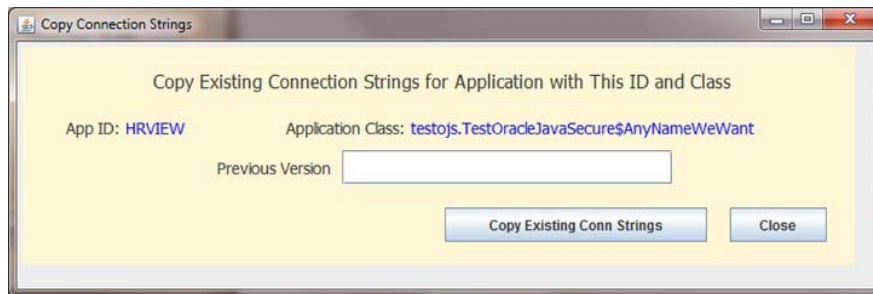 Copy Connection Strings
Copy Existing Connection Strings for Application with This ID and Class
App ID: HRVIEW Application Class: testojs.TestOracleJavaSecure$AnyNameWeWant
Previous Version
Copy Existing Conn Strings Close